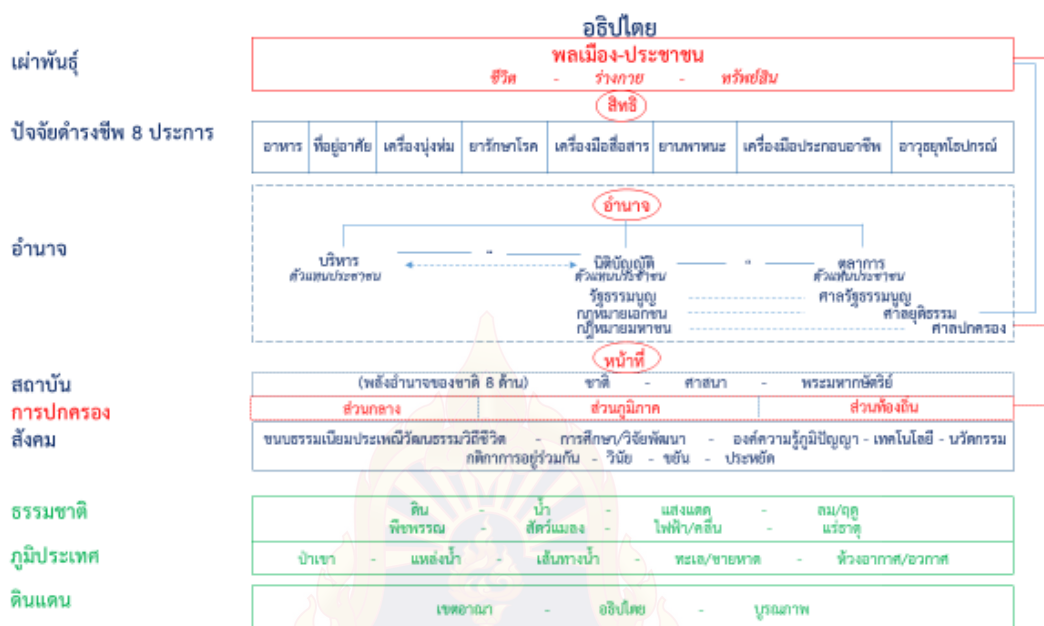 อธิปไตย
เผ่าพันธุ์
พลเมือง-ประชาชน
ชีวิต - ร่างกาย - ทรัพย์สิน
สิทธิ
ปัจจัยดำรงชีพ 8 ประการ
อาหาร ที่อยู่อาศัย เครื่องนุ่งห่ม ยารักษาโรค เครื่องมือสื่อสาร ยานพาหนะ เครื่องมือประกอบอาชีพ อาวุธยุทโธปกรณ์
อำนาจ
อำนาจ
บริหาร นิติบัญญัติ ตุลาการ
ตัวแทนประชาชน ตัวแทนประชาชน ตัวแทนประชาชน
รัฐธรรมนูญ ศาลรัฐธรรมนูญ
กฎหมายเอกชน ศาลยุติธรรม
กฎหมายมหาชน ศาลปกครอง
หน้าที่
สถาบัน (พลังอำนาจของชาติ 8 ด้าน) ชาติ - ศาสนา - พระมหากษัตริย์
การปกครอง ส่วนกลาง ส่วนภูมิภาค ส่วนท้องถิ่น
สังคม ขนบธรรมเนียมประเพณีวัฒนธรรมวิถีชีวิต - การศึกษา/วิจัยพัฒนา - องค์ความรู้ภูมิปัญญา - เทคโนโลยี - นวัตกรรม
กติกาการอยู่ร่วมกัน - วินัย - ขยัน - ประหยัด
ธรรมชาติ ดิน - น้ำ - แสงแดด - ลม/ฤดู
พืชพรรณ - สัตว์แมลง - ไฟฟ้า/คลื่น - แร่ธาตุ
ภูมิประเทศ ป่าเขา - แหล่งน้ำ - เส้นทางน้ำ - ทะเล/ชายหาด - ห้วงอากาศ/อวกาศ
ดินแดน เขตอาณา - อธิปไตย - บูรณภาพ